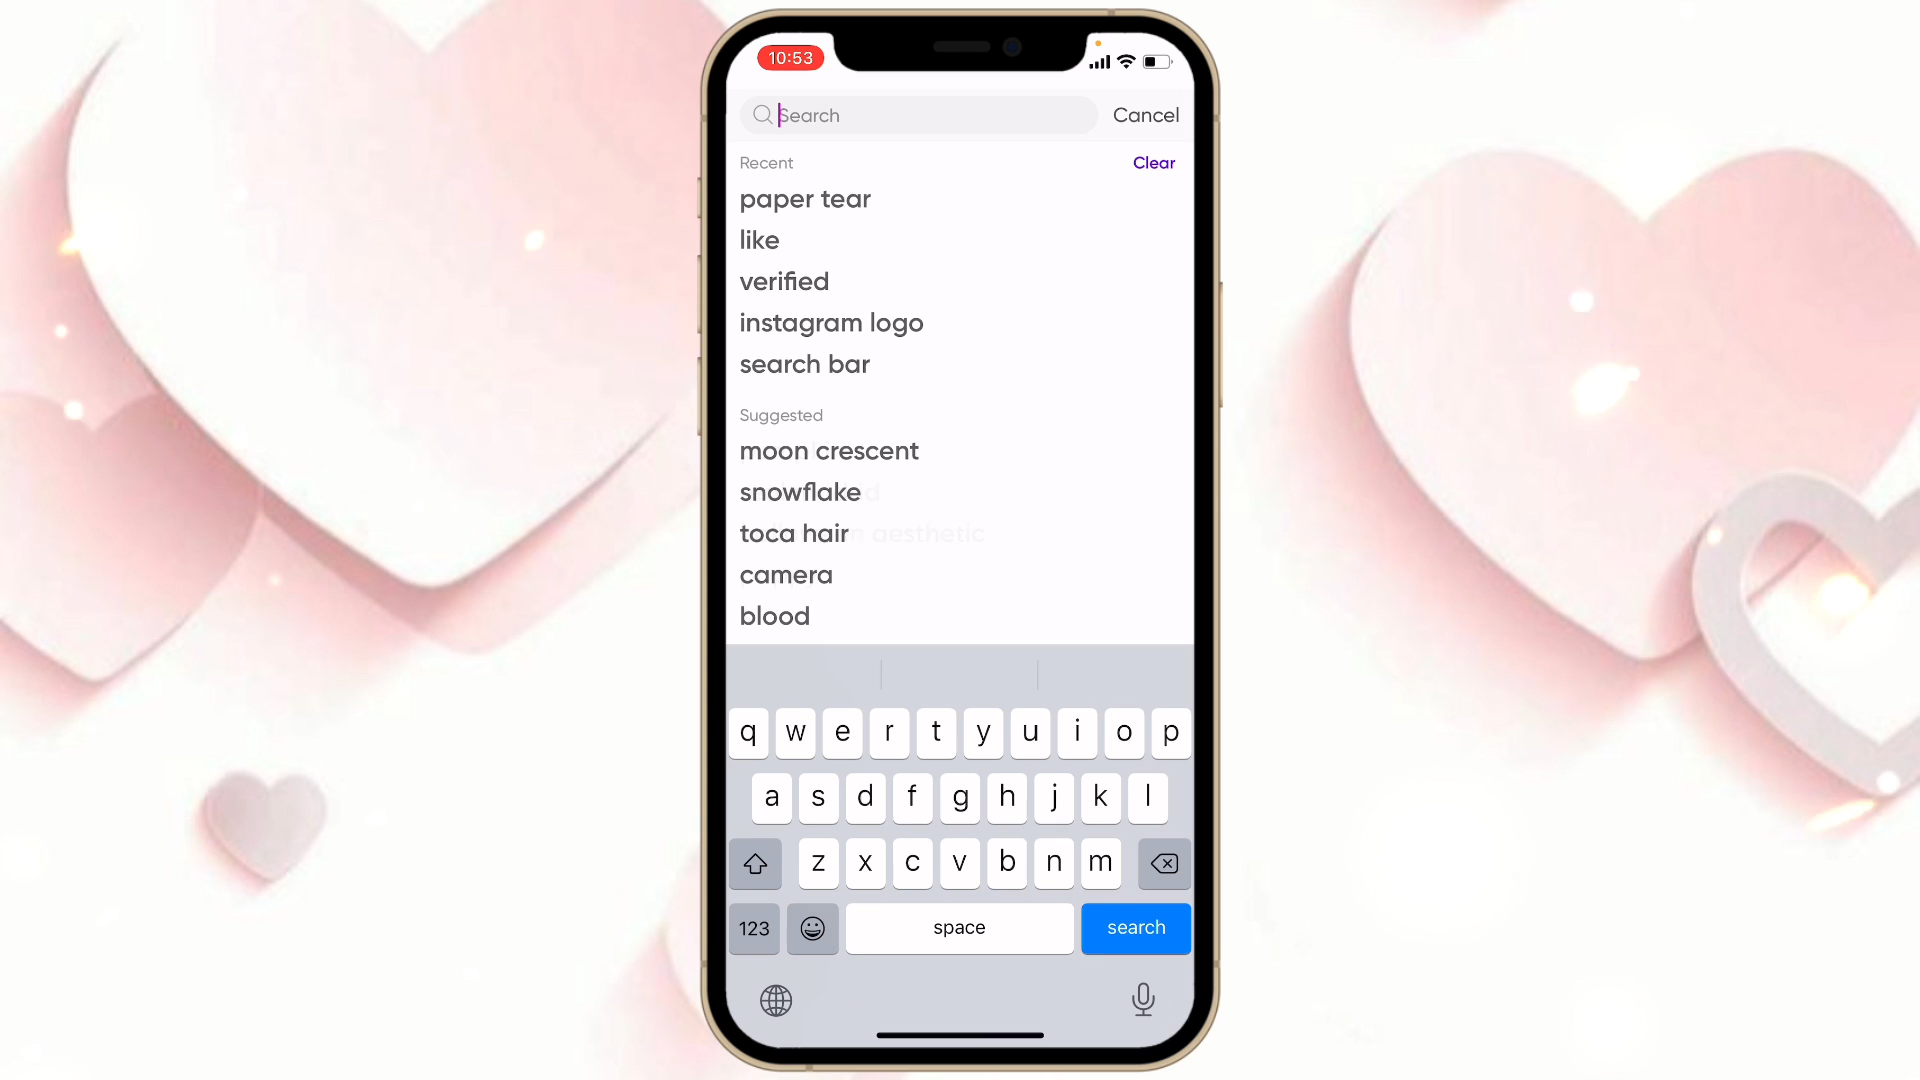 10:53
Search
Cancel
Recent
Clear
paper tear
like
verified
instagram logo
search bar
Suggested
moon crescent
snowflake
toca hair
aesthetic
camera
blood
q w e r t y u i o p
a s d f g h j k l
z x c v b n m
123
space
search